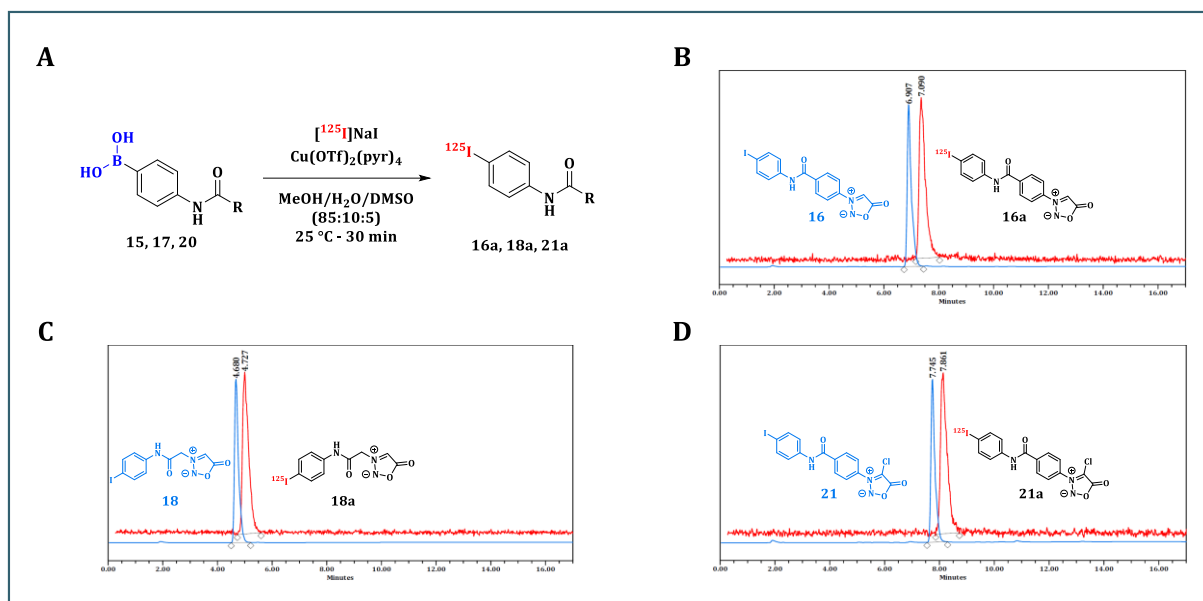 A
OH
B
HO
N
H
O
R
15, 17, 20
[¹²⁵I]NaI
Cu(OTf)₂(pyr)₄
MeOH/H₂O/DMSO
(85:10:5)
25 °C - 30 min
¹²⁵I
N
H
O
R
16a, 18a, 21a
B
6.907
7.090
I
N
H
O
N
+
N
−
O
O
16
¹²⁵I
N
H
O
N
+
N
−
O
O
16a
0.00 2.00 4.00 6.00 8.00 10.00 12.00 14.00 16.00
Minutes
C
4.680
4.727
I
H
N
O
N
+
N
−
O
O
18
¹²⁵I
H
N
O
N
+
N
−
O
O
18a
0.00 2.00 4.00 6.00 8.00 10.00 12.00 14.00 16.00
Minutes
D
7.745
7.861
I
N
H
O
N
+
Cl
N
−
O
O
21
¹²⁵I
N
H
O
N
+
Cl
N
−
O
O
21a
0.00 2.00 4.00 6.00 8.00 10.00 12.00 14.00 16.00
Minutes